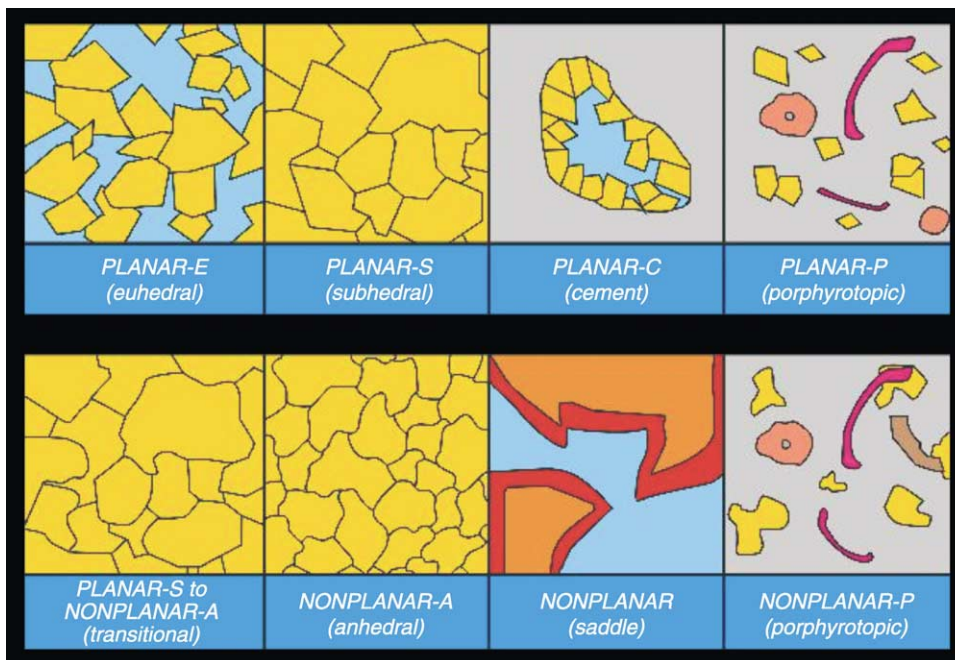 PLANAR-E
(euhedral)
PLANAR-S
(subhedral)
PLANAR-C
(cement)
PLANAR-P
(porphyrotopic)
PLANAR-S to
NONPLANAR-A
(transitional)
NONPLANAR-A
(anhedral)
NONPLANAR
(saddle)
NONPLANAR-P
(porphyrotopic)